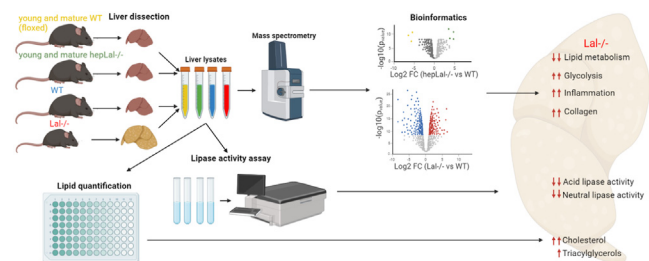 young and mature WT
(floxed)
Liver dissection
young and mature hepLal-/-
WT
Lal-/-
Liver lysates
Mass spectrometry
Bioinformatics
-log10(pvalue)
Log2 FC (hepLal-/- vs WT)
-log10(pvalue)
Log2 FC (Lal-/- vs WT)
Lal-/-
↓↓ Lipid metabolism
↑↑ Glycolysis
↑↑ Inflammation
↑↑ Collagen
Lipase activity assay
Lipid quantification
↓↓ Acid lipase activity
↓↓ Neutral lipase activity
↑↑ Cholesterol
↑ Triacylglycerols